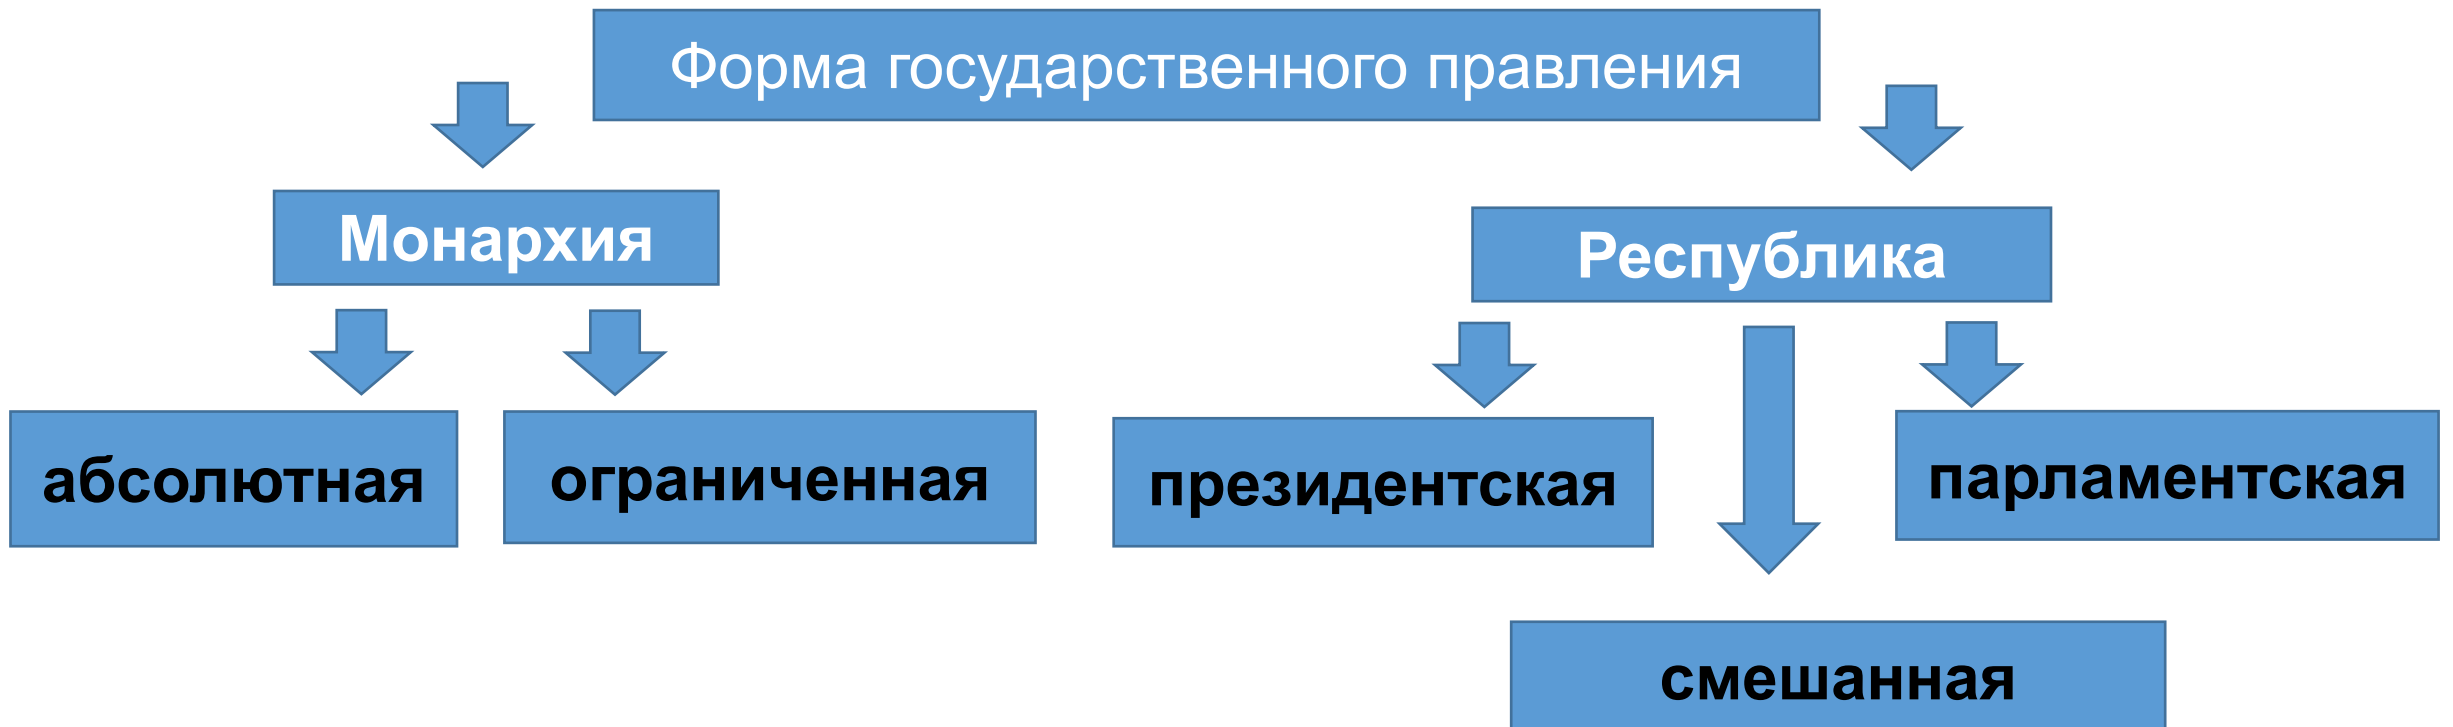 Форма государственного правления
Монархия
Республика
абсолютная
ограниченная
президентская
парламентская
смешанная